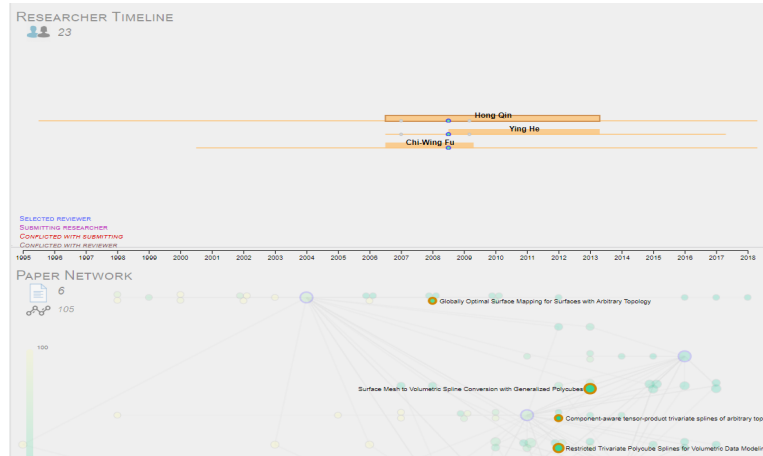 RESEARCHER TIMELINE
23
Hong Qin
Ying He
Chi-Wing Fu
SELECTED REVIEWER
SUBMITTING RESEARCHER
CONFLICTED WITH SUBMITTING
CONFLICTED WITH REVIEWER
1995 1996 1997 1998 1999 2000 2001 2002 2003 2004 2005 2006 2007 2008 2009 2010 2011 2012 2013 2014 2015 2016 2017 2018
PAPER NETWORK
6
105
Globally Optimal Surface Mapping for Surfaces with Arbitrary Topology
100
Surface Mesh to Volumetric Spline Conversion with Generalized Polycubes
Component-aware tensor-product trivariate splines of arbitrary top
Restricted Trivariate Polycube Splines for Volumetric Data Modelin